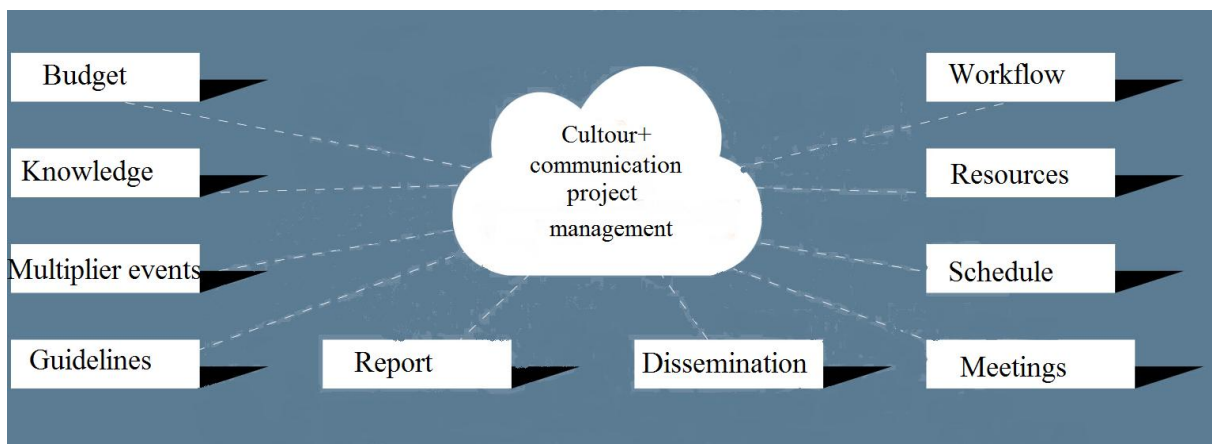 Budget
Knowledge
Multiplier events
Guidelines
Cultour+
communication
project
management
Report
Dissemination
Workflow
Resources
Schedule
Meetings